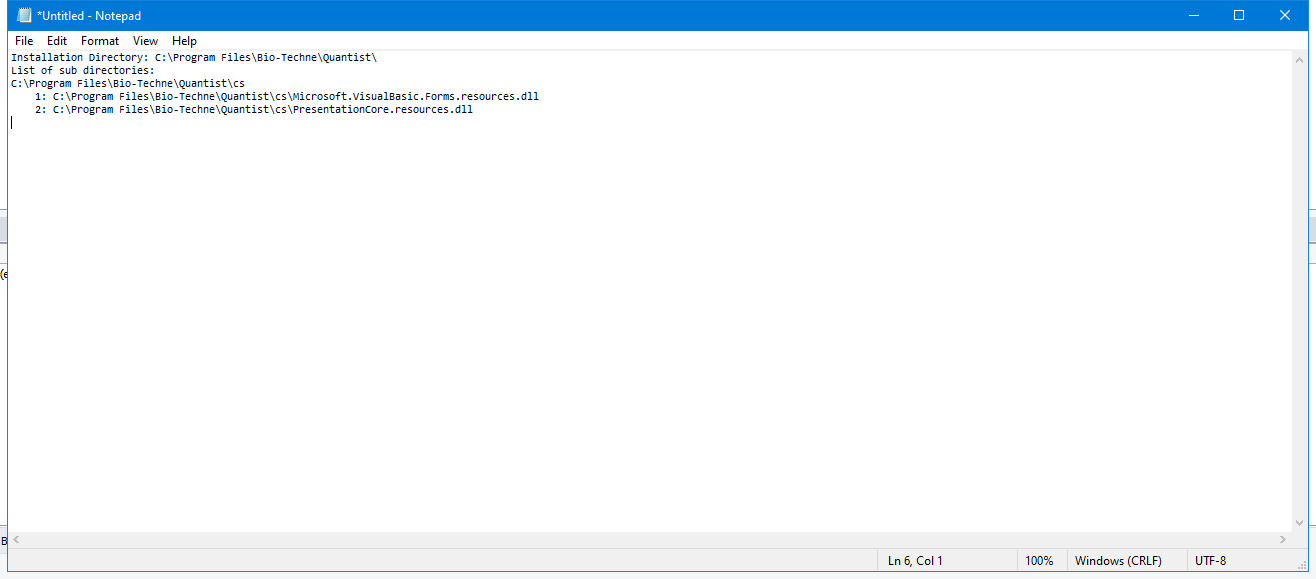 *Untitled - Notepad
File Edit Format View Help
Installation Directory: C:\Program Files\Bio-Techne\Quantist\
List of sub directories:
C:\Program Files\Bio-Techne\Quantist\cs
    1: C:\Program Files\Bio-Techne\Quantist\cs\Microsoft.VisualBasic.Forms.resources.dll
    2: C:\Program Files\Bio-Techne\Quantist\cs\PresentationCore.resources.dll
(e
B
Ln 6, Col 1 100% Windows (CRLF) UTF-8